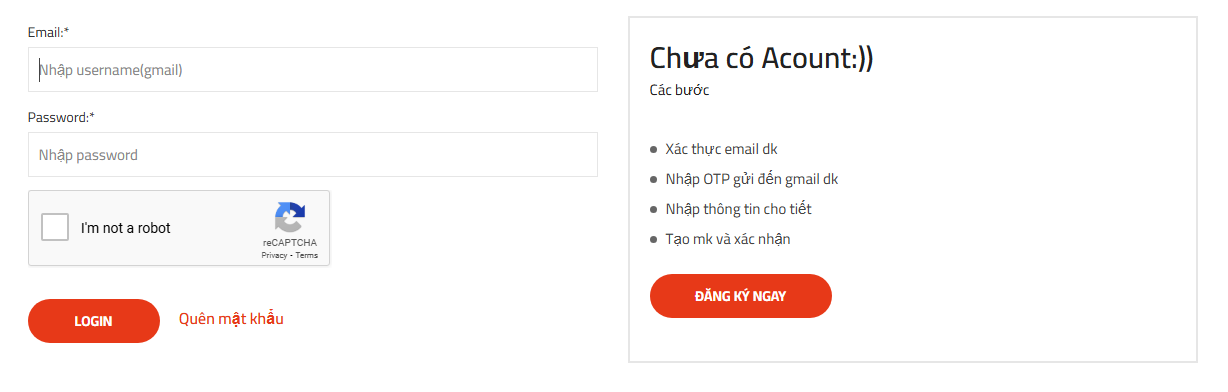 Email:*
Nhập username(gmail)
Password:*
Nhập password
I'm not a robot
reCAPTCHA
Privacy - Terms
LOGIN
Quên mật khẩu
Chưa có Acount:))
Các bước
Xác thực email dk
Nhập OTP gửi đến gmail dk
Nhập thông tin cho tiết
Tạo mk và xác nhận
ĐĂNG KÝ NGAY